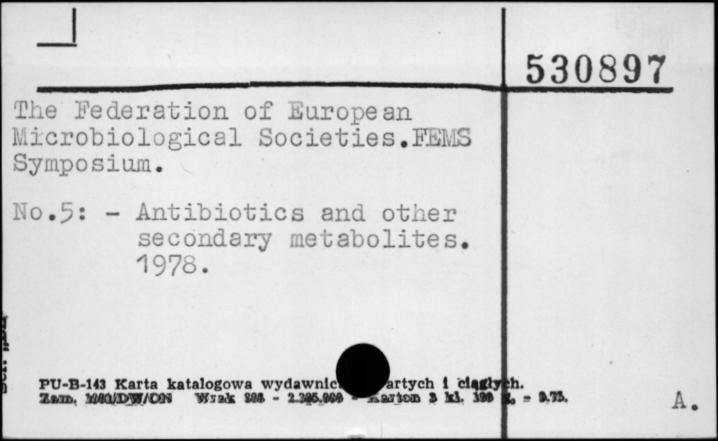 530897
The Federation of European
Microbiological Societies.FEMS
Symposium.
No.5: - Antibiotics and other
secondary metabolites.
1978.
PU-B-143 Karta katalogowa wydawnic artych i ciągłych.
A.